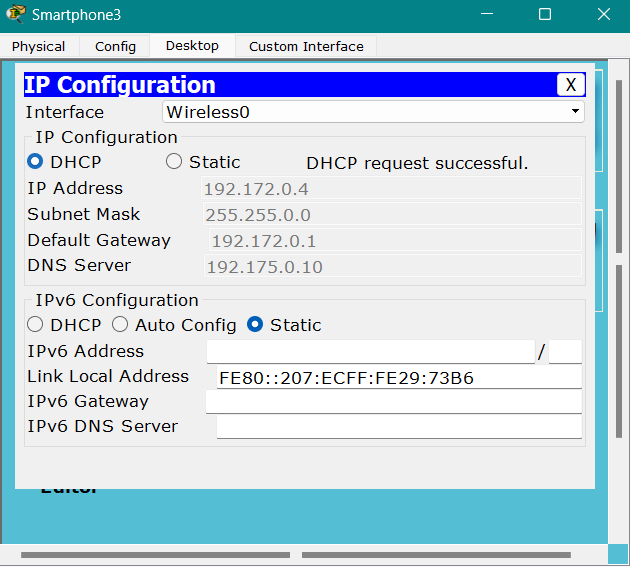 Smartphone3
Physical Config Desktop Custom Interface
IP Configuration X
Interface Wireless0
IP Configuration
DHCP Static DHCP request successful.
IP Address 192.172.0.4
Subnet Mask 255.255.0.0
Default Gateway 192.172.0.1
DNS Server 192.175.0.10
IPv6 Configuration
DHCP Auto Config Static
IPv6 Address /
Link Local Address FE80::207:ECFF:FE29:73B6
IPv6 Gateway
IPv6 DNS Server
Editor